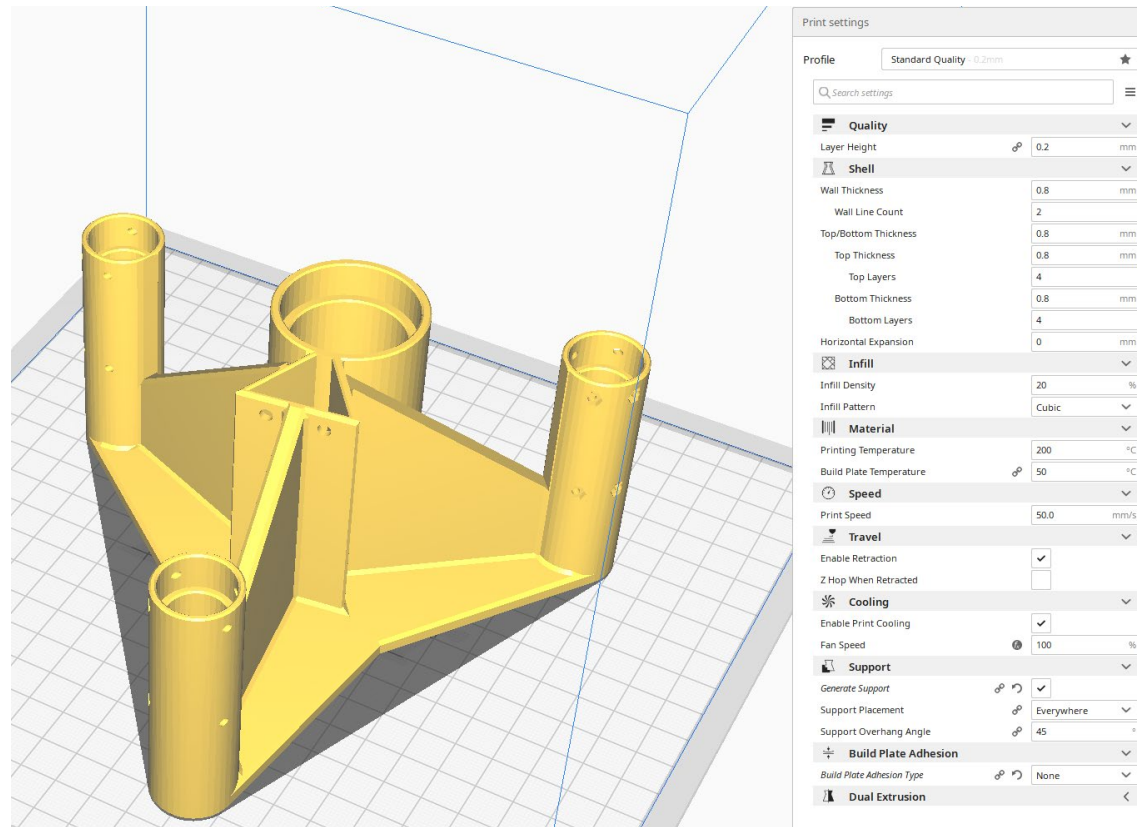 Print settings
Profile Standard Quality - 0.2mm
Search settings
Quality
Layer Height 0.2 mm
Shell
Wall Thickness 0.8 mm
Wall Line Count 2
Top/Bottom Thickness 0.8 mm
Top Thickness 0.8 mm
Top Layers 4
Bottom Thickness 0.8 mm
Bottom Layers 4
Horizontal Expansion 0 mm
Infill
Infill Density 20 %
Infill Pattern Cubic
Material
Printing Temperature 200 °C
Build Plate Temperature 50 °C
Speed
Print Speed 50.0 mm/s
Travel
Enable Retraction
Z Hop When Retracted
Cooling
Enable Print Cooling
Fan Speed 100 %
Support
Generate Support
Support Placement Everywhere
Support Overhang Angle 45 °
Build Plate Adhesion
Build Plate Adhesion Type None
Dual Extrusion